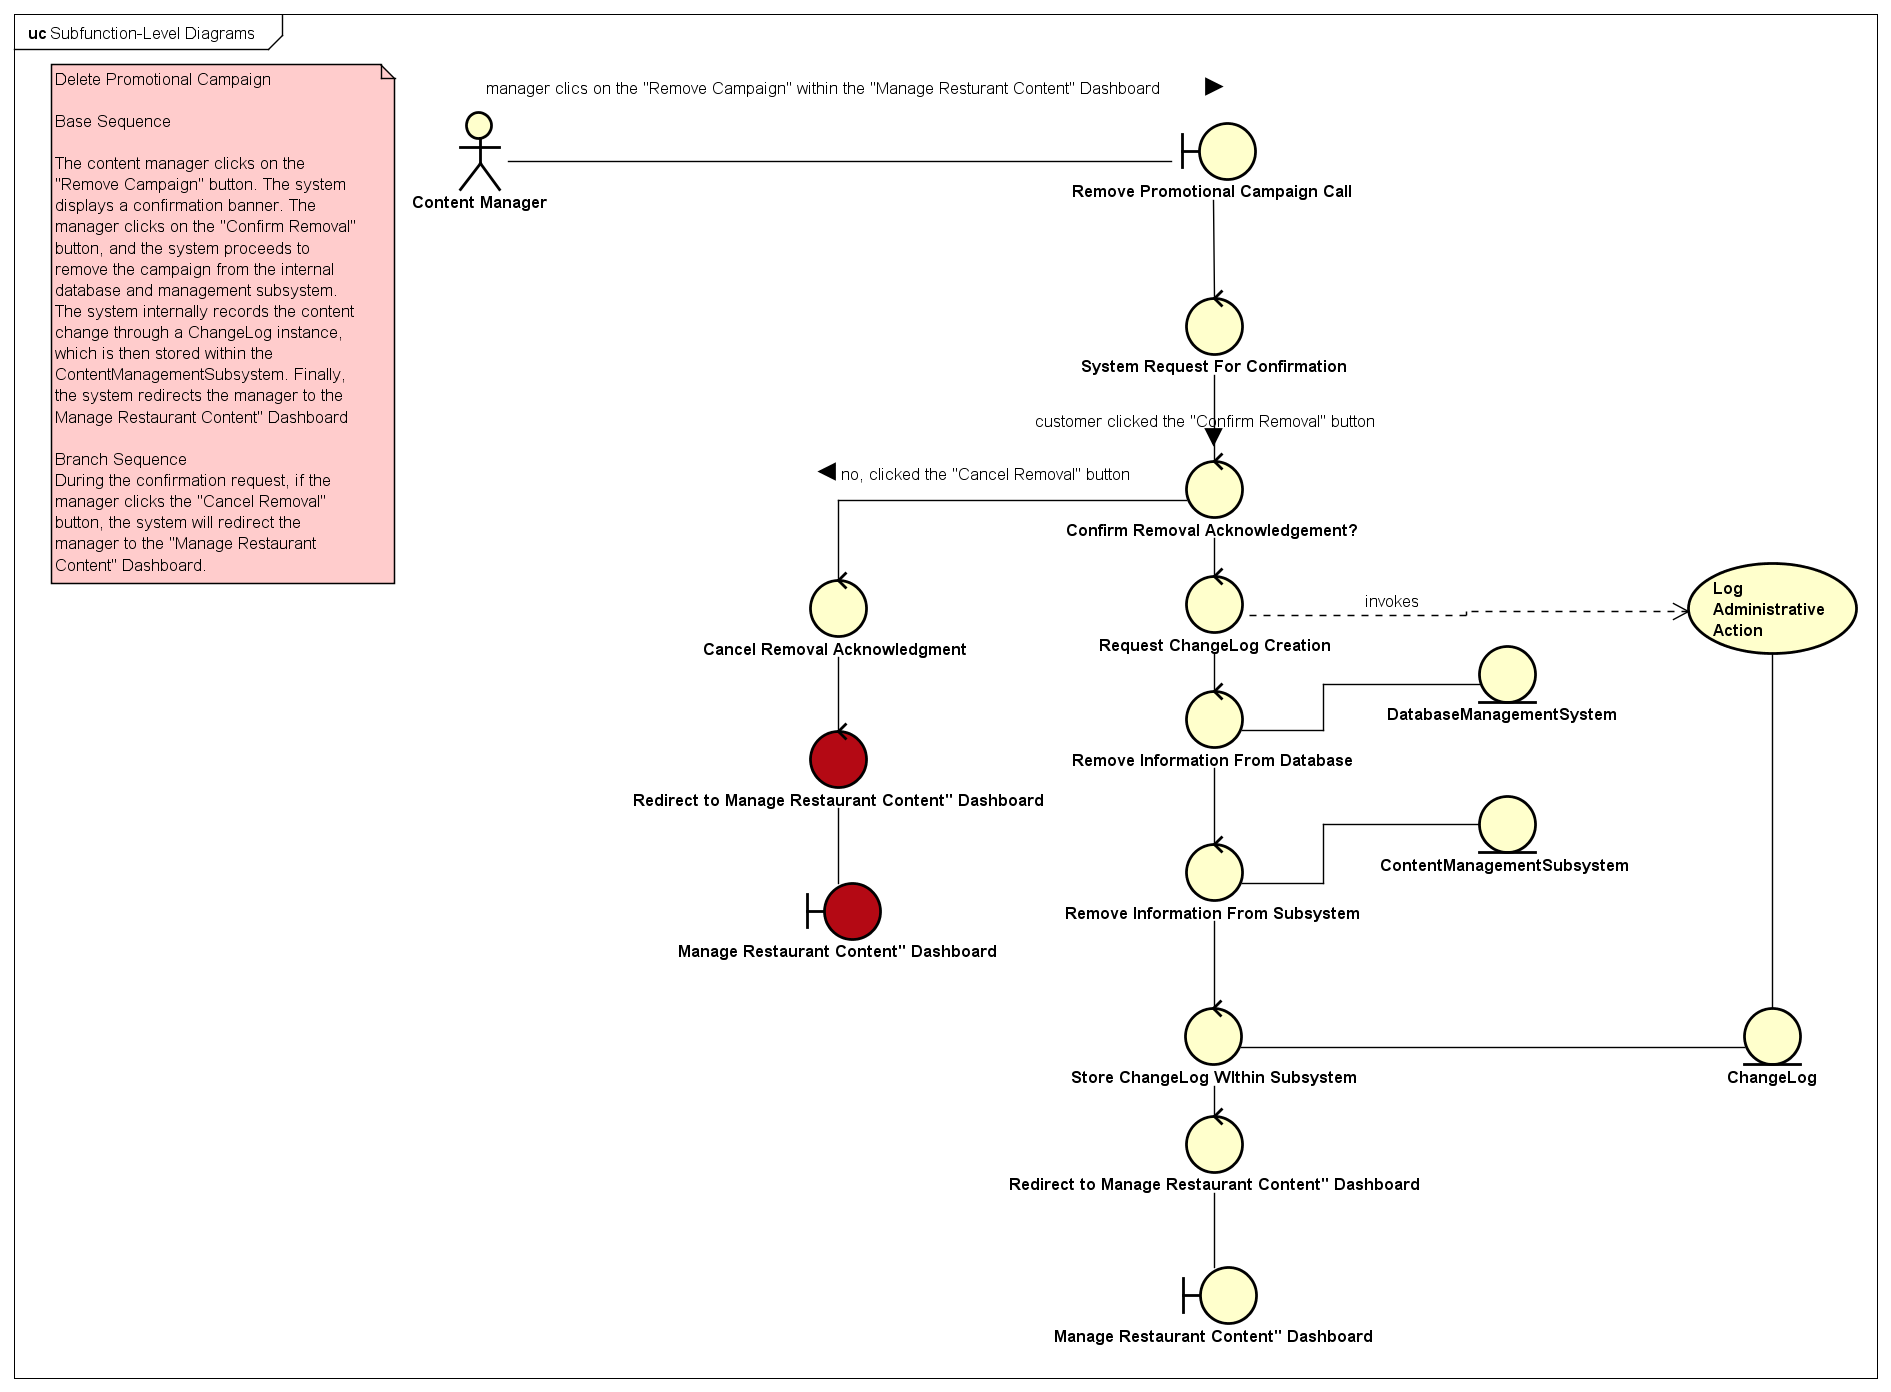 uc Subfunction-Level Diagrams
Delete Promotional Campaign
Base Sequence
The content manager clicks on the
"Remove Campaign" button. The system
displays a confirmation banner. The
manager clicks on the "Confirm Removal"
button, and the system proceeds to
remove the campaign from the internal
database and management subsystem.
The system internally records the content
change through a ChangeLog instance,
which is then stored within the
ContentManagementSubsystem. Finally,
the system redirects the manager to the
Manage Restaurant Content" Dashboard
Branch Sequence
During the confirmation request, if the
manager clicks the "Cancel Removal"
button, the system will redirect the
manager to the "Manage Restaurant
Content" Dashboard.
manager clics on the "Remove Campaign" within the "Manage Resturant Content" Dashboard
Content Manager
Remove Promotional Campaign Call
System Request For Confirmation
customer clicked the "Confirm Removal" button
no, clicked the "Cancel Removal" button
Confirm Removal Acknowledgement?
Cancel Removal Acknowledgment
Request ChangeLog Creation
invokes
Log
Administrative
Action
DatabaseManagementSystem
Remove Information From Database
Redirect to Manage Restaurant Content" Dashboard
ContentManagementSubsystem
Remove Information From Subsystem
Manage Restaurant Content" Dashboard
Store ChangeLog WIthin Subsystem
ChangeLog
Redirect to Manage Restaurant Content" Dashboard
Manage Restaurant Content" Dashboard